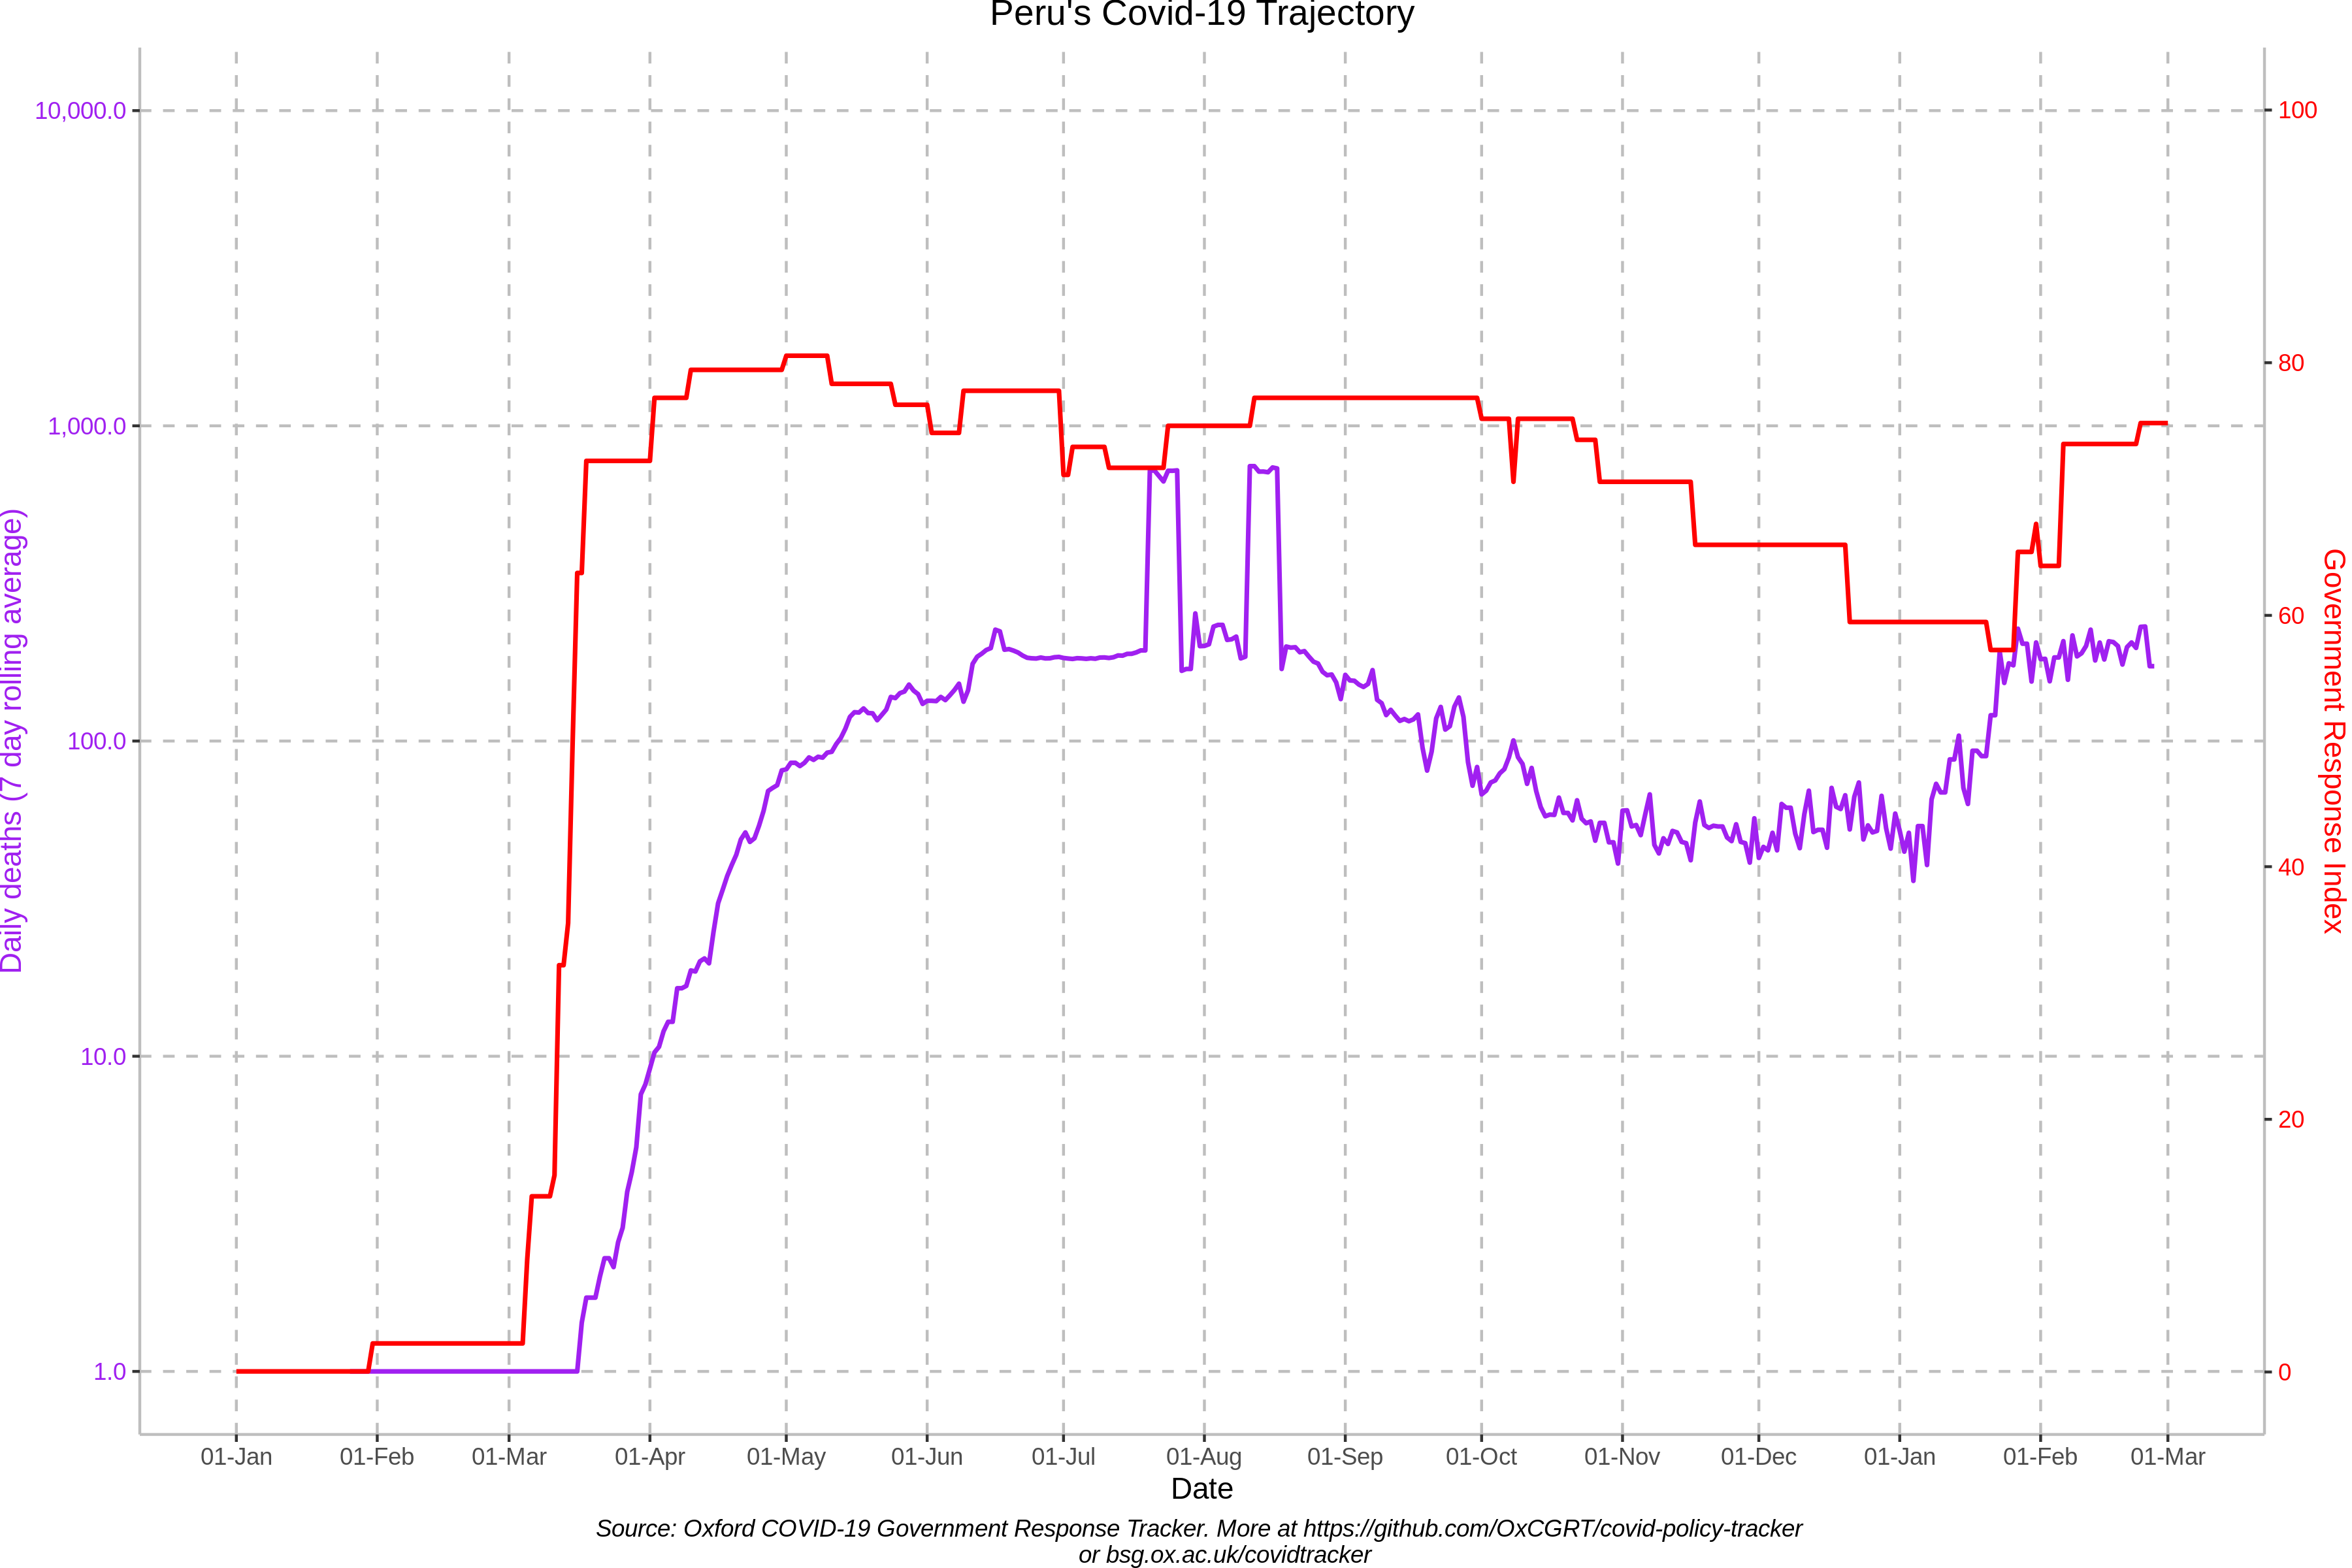 Peru's Covid-19 Trajectory
Daily deaths (7 day rolling average)
10,000.0
1,000.0
100.0
10.0
1.0
100
80
60
40
20
0
Government Response Index
01-Jan
01-Feb
01-Mar
01-Apr
01-May
01-Jun
01-Jul
01-Aug
01-Sep
01-Oct
01-Nov
01-Dec
01-Jan
01-Feb
01-Mar
Date
Source: Oxford COVID-19 Government Response Tracker. More at https://github.com/OxCGRT/covid-policy-tracker
or bsg.ox.ac.uk/covidtracker